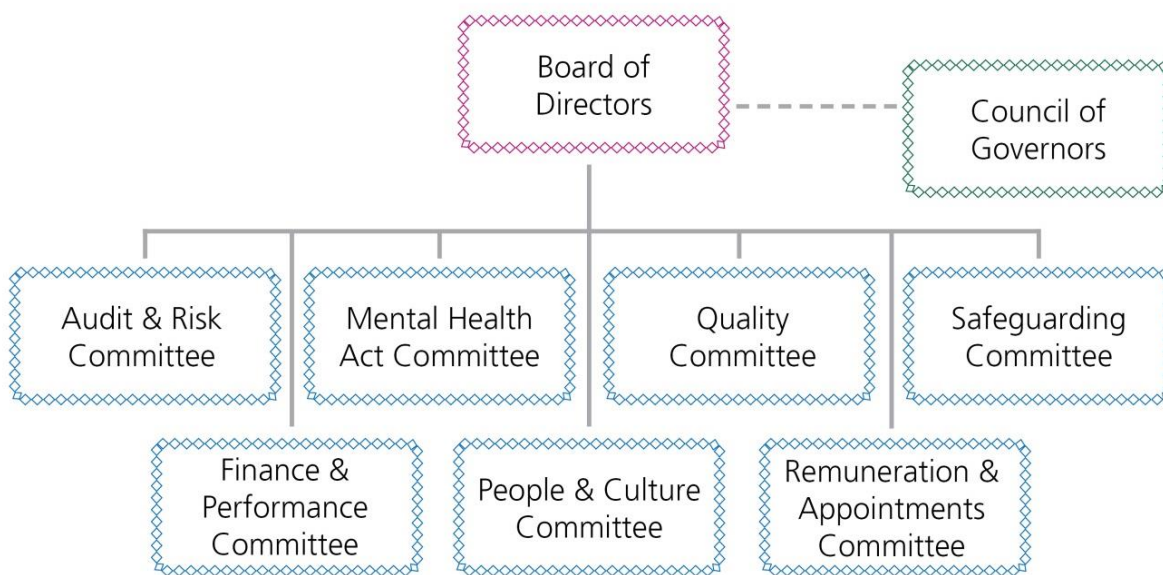 Board of
Directors
Council of
Governors
Audit & Risk
Committee
Mental Health
Act Committee
Quality
Committee
Safeguarding
Committee
Finance &
Performance
Committee
People & Culture
Committee
Remuneration &
Appointments
Committee